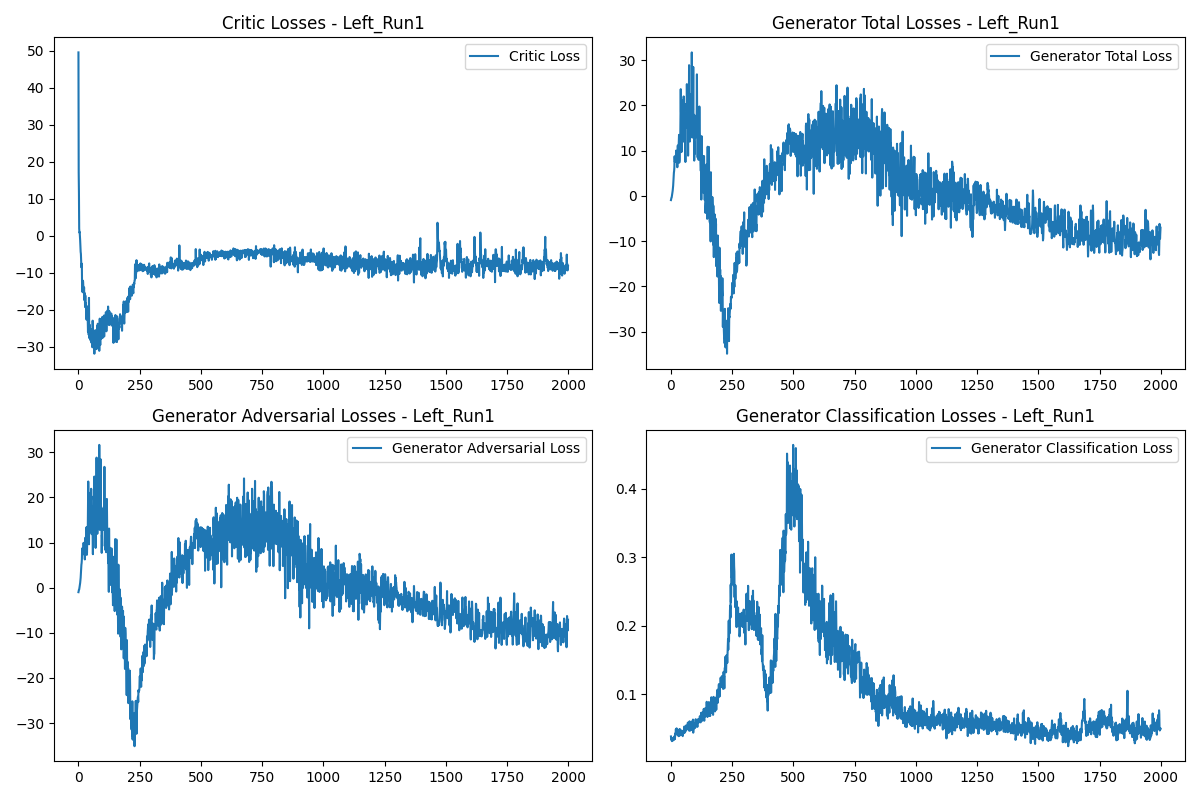 Critic Losses - Left_Run1
Critic Loss
50
40
30
20
10
0
−10
−20
−30
0 250 500 750 1000 1250 1500 1750 2000
Generator Total Losses - Left_Run1
Generator Total Loss
30
20
10
0
−10
−20
−30
0 250 500 750 1000 1250 1500 1750 2000
Generator Adversarial Losses - Left_Run1
Generator Adversarial Loss
30
20
10
0
−10
−20
−30
0 250 500 750 1000 1250 1500 1750 2000
Generator Classification Losses - Left_Run1
Generator Classification Loss
0.4
0.3
0.2
0.1
0 250 500 750 1000 1250 1500 1750 2000